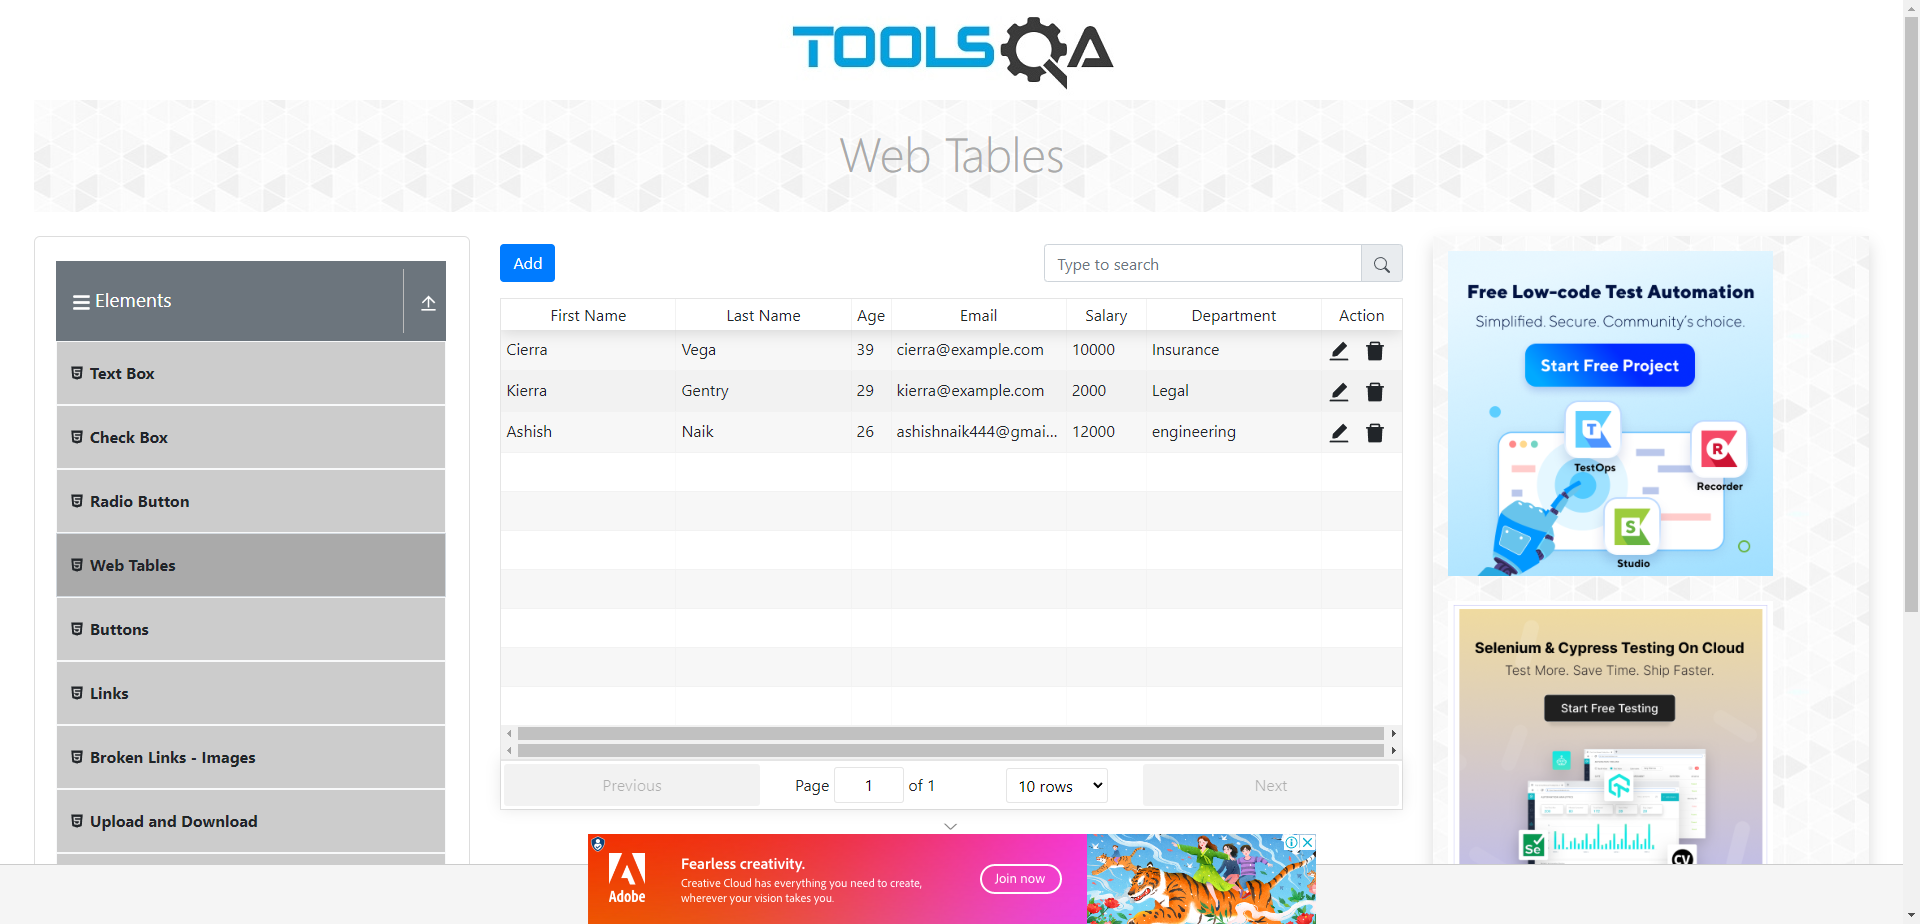 TOOLSQA
Web Tables
Elements
Text Box
Check Box
Radio Button
Web Tables
Buttons
Links
Broken Links - Images
Upload and Download
Add
Type to search
First Name Last Name Age Email Salary Department Action
Cierra Vega 39 cierra@example.com 10000 Insurance
Kierra Gentry 29 kierra@example.com 2000 Legal
Ashish Naik 26 ashishnaik444@gmai... 12000 engineering
Previous Page 1 of 1 10 rows Next
Free Low-code Test Automation
Simplified. Secure. Community's choice.
Start Free Project
T
TestOps
R
Recorder
S
Studio
Selenium & Cypress Testing On Cloud
Test More. Save Time. Ship Faster.
Start Free Testing
Se
CV
Adobe
Fearless creativity.
Creative Cloud has everything you need to create,
wherever your vision takes you.
Join now